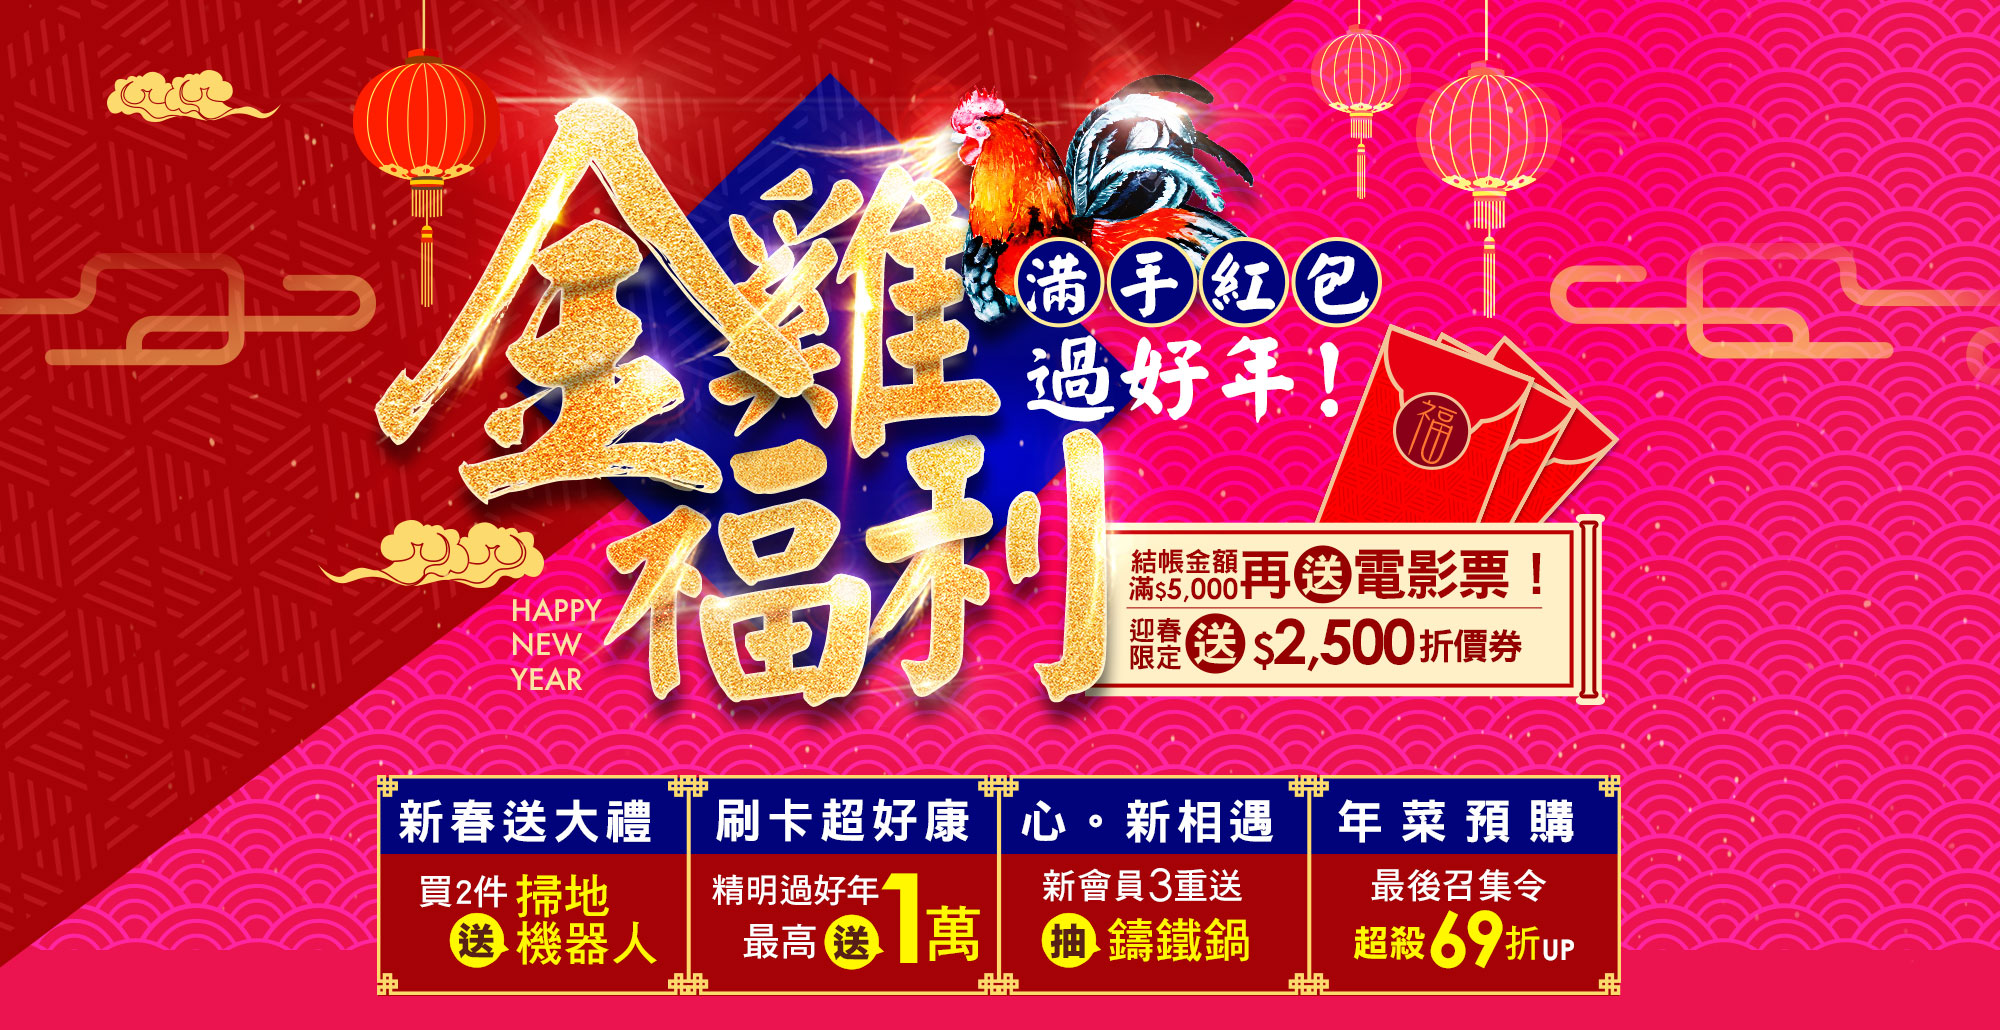 金雞
福利
滿手紅包
過好年！
福
HAPPY
NEW
YEAR
結帳金額
滿$5,000 再送電影票！
迎春
限定 送 $2,500折價券
新春送大禮
買2件 掃地
送 機器人
刷卡超好康
精明過好年
最高 送 1萬
心。新相遇
新會員3重送
抽 鑄鐵鍋
年菜預購
最後召集令
超殺69折UP